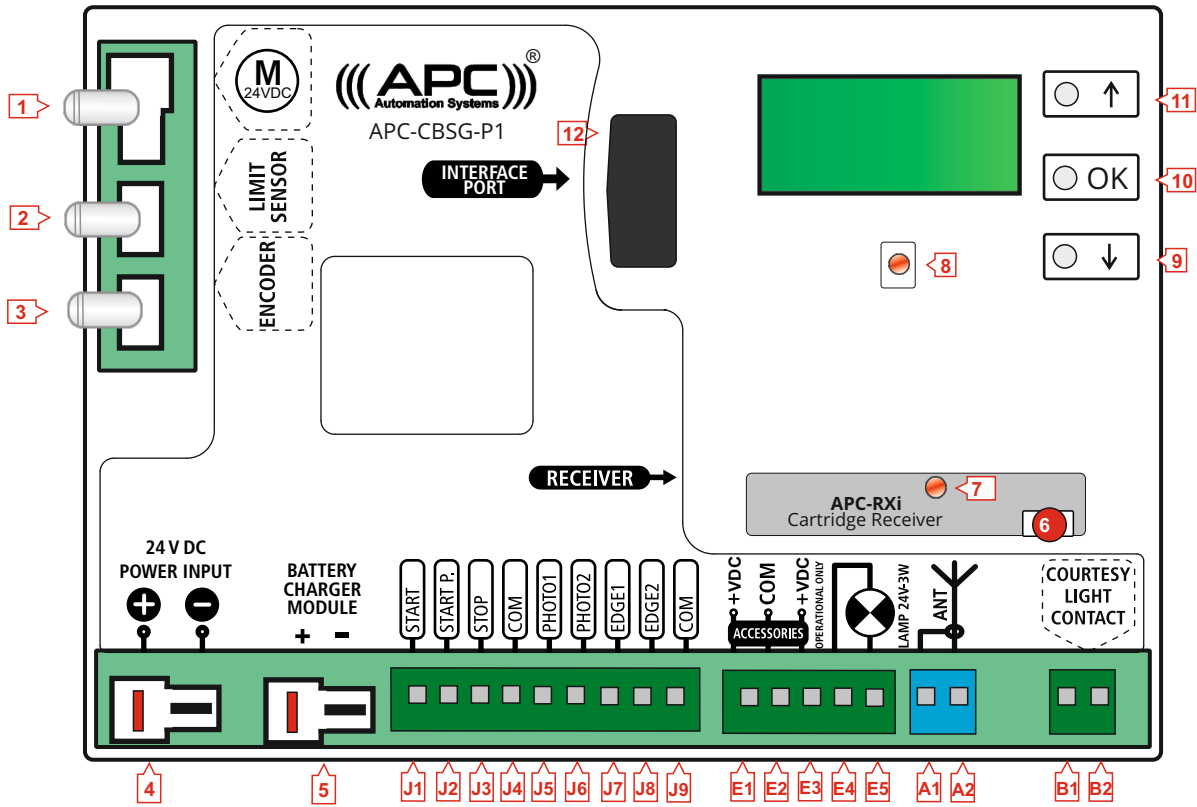 1
2
3
M
24VDC
LIMIT
SENSOR
ENCODER
((( APC )))®
Automation Systems
APC-CBSG-P1
INTERFACE
PORT
12
↑
11
OK
10
↓
9
8
RECEIVER
7
APC-RXi
Cartridge Receiver
6
24 V DC
POWER INPUT
+ −
BATTERY
CHARGER
MODULE
+ -
START
START P.
STOP
COM
PHOTO1
PHOTO2
EDGE1
EDGE2
COM
+VDC
COM
+VDC
OPERATIONAL ONLY
ACCESSORIES
LAMP 24V-3W
ANT
COURTESY
LIGHT
CONTACT
4
5
J1 J2 J3 J4 J5 J6 J7 J8 J9
E1 E2 E3 E4 E5
A1 A2
B1 B2